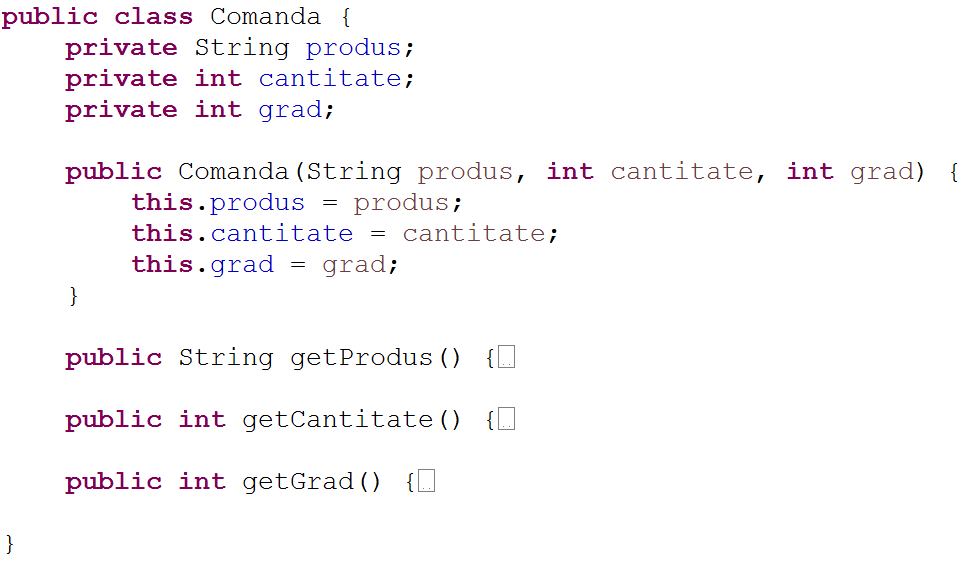 public class Comanda {
    private String produs;
    private int cantitate;
    private int grad;

    public Comanda(String produs, int cantitate, int grad) {
        this.produs = produs;
        this.cantitate = cantitate;
        this.grad = grad;
    }

    public String getProdus() {..

    public int getCantitate() {..

    public int getGrad() {..

}